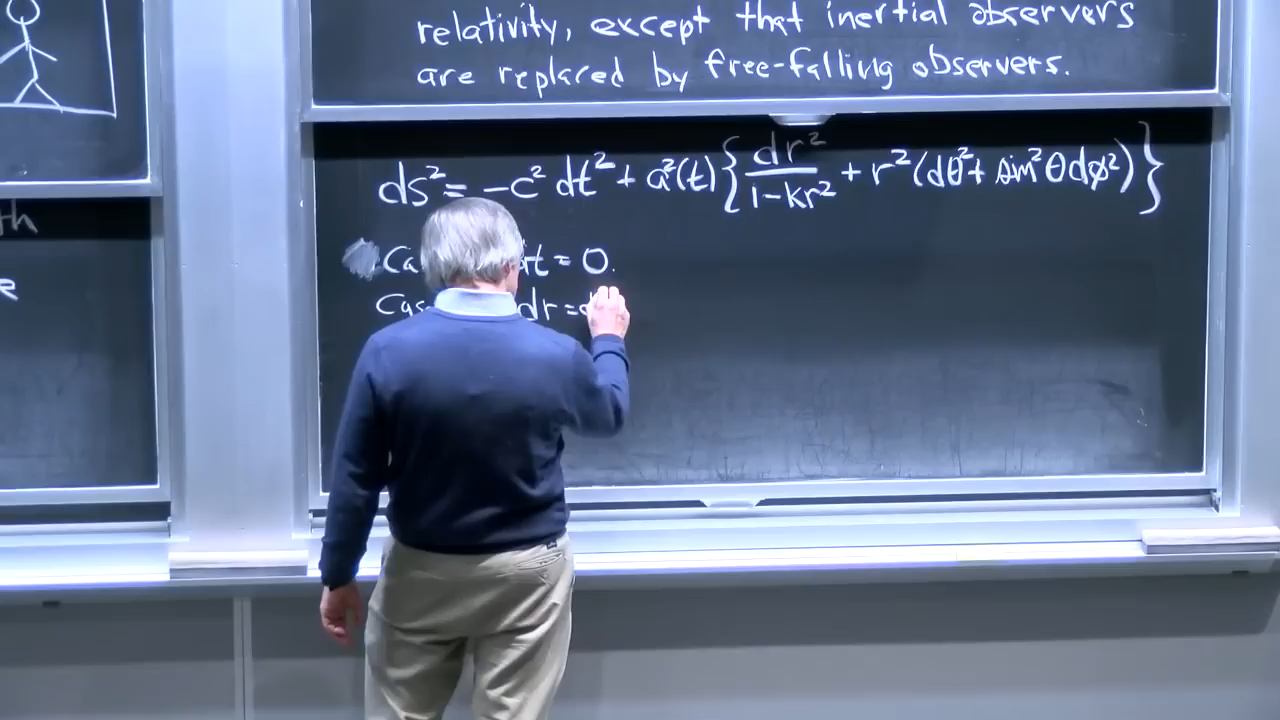 relativity, except that inertial observers
are replaced by free-falling observers.
ds² = -c² dt² + a²(t) { dr²/(1-kr²) + r² (dθ² + sin²θ dφ²) }
= 0.
dr =